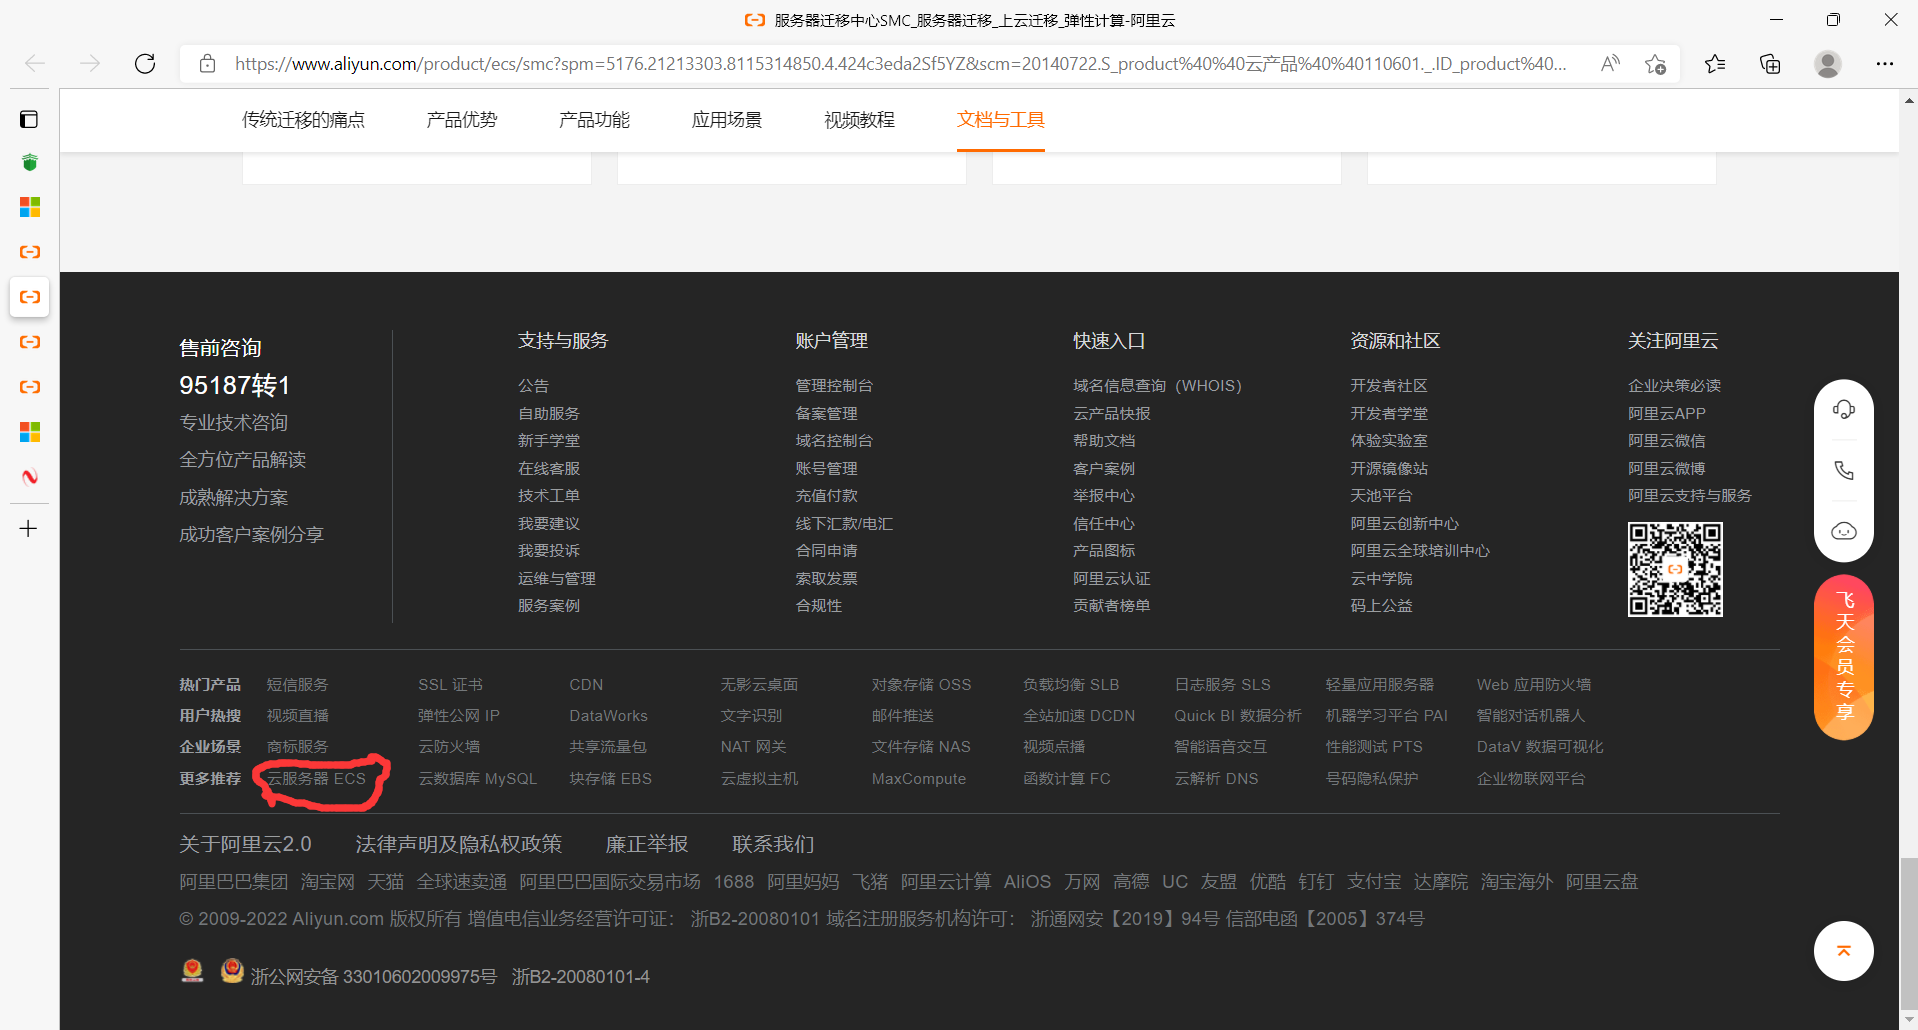 服务器迁移中心SMC_服务器迁移_上云迁移_弹性计算-阿里云
https://www.aliyun.com/product/ecs/smc?spm=5176.21213303.8115314850.4.424c3eda2Sf5YZ&scm=20140722.S_product%40%40云产品%40%40110601._.ID_product%40...
传统迁移的痛点 产品优势 产品功能 应用场景 视频教程 文档与工具
售前咨询
95187转1
专业技术咨询
全方位产品解读
成熟解决方案
成功客户案例分享
支持与服务
公告
自助服务
新手学堂
在线客服
技术工单
我要建议
我要投诉
运维与管理
服务案例
账户管理
管理控制台
备案管理
域名控制台
账号管理
充值付款
线下汇款/电汇
合同申请
索取发票
合规性
快速入口
域名信息查询（WHOIS）
云产品快报
帮助文档
客户案例
举报中心
信任中心
产品图标
阿里云认证
贡献者榜单
资源和社区
开发者社区
开发者学堂
体验实验室
开源镜像站
天池平台
阿里云创新中心
阿里云全球培训中心
云中学院
码上公益
关注阿里云
企业决策必读
阿里云APP
阿里云微信
阿里云微博
阿里云支持与服务
飞天会员专享
热门产品 短信服务 SSL 证书 CDN 无影云桌面 对象存储 OSS 负载均衡 SLB 日志服务 SLS 轻量应用服务器 Web 应用防火墙
用户热搜 视频直播 弹性公网 IP DataWorks 文字识别 邮件推送 全站加速 DCDN Quick BI 数据分析 机器学习平台 PAI 智能对话机器人
企业场景 商标服务 云防火墙 共享流量包 NAT 网关 文件存储 NAS 视频点播 智能语音交互 性能测试 PTS DataV 数据可视化
更多推荐 云服务器 ECS 云数据库 MySQL 块存储 EBS 云虚拟主机 MaxCompute 函数计算 FC 云解析 DNS 号码隐私保护 企业物联网平台
关于阿里云2.0 法律声明及隐私权政策 廉正举报 联系我们
阿里巴巴集团 淘宝网 天猫 全球速卖通 阿里巴巴国际交易市场 1688 阿里妈妈 飞猪 阿里云计算 AliOS 万网 高德 UC 友盟 优酷 钉钉 支付宝 达摩院 淘宝海外 阿里云盘
© 2009-2022 Aliyun.com 版权所有 增值电信业务经营许可证： 浙B2-20080101 域名注册服务机构许可： 浙通网安【2019】94号 信部电函【2005】374号
浙公网安备 33010602009975号 浙B2-20080101-4